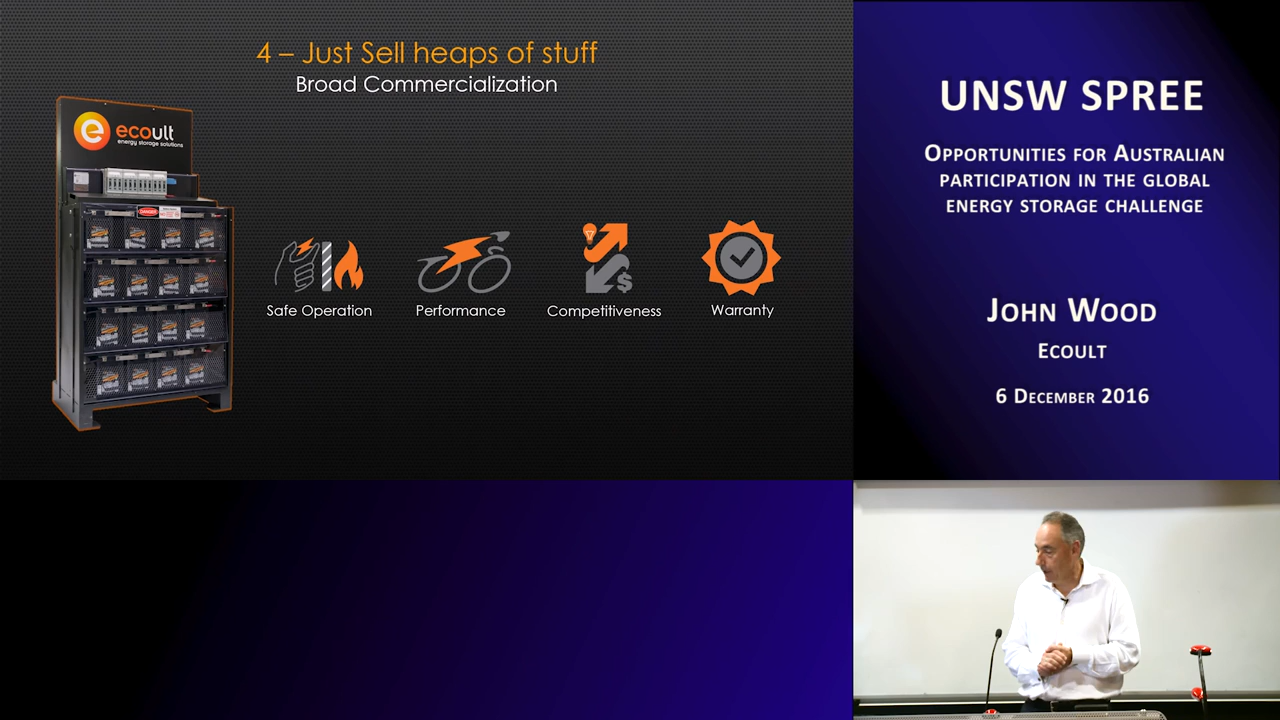 4 – Just Sell heaps of stuff
Broad Commercialization
ecoult
energy storage solutions
DANGER
Safe Operation
Performance
Competitiveness
Warranty
UNSW SPREE
Opportunities for Australian
participation in the global
energy storage challenge
John Wood
Ecoult
6 December 2016